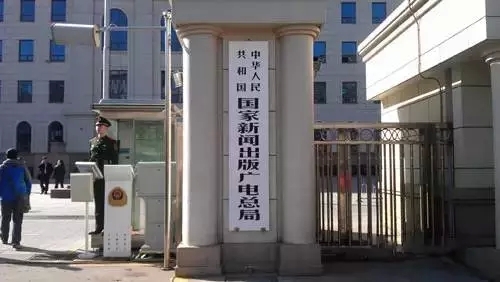 中华人民
共和国
国家新闻出版广电总局